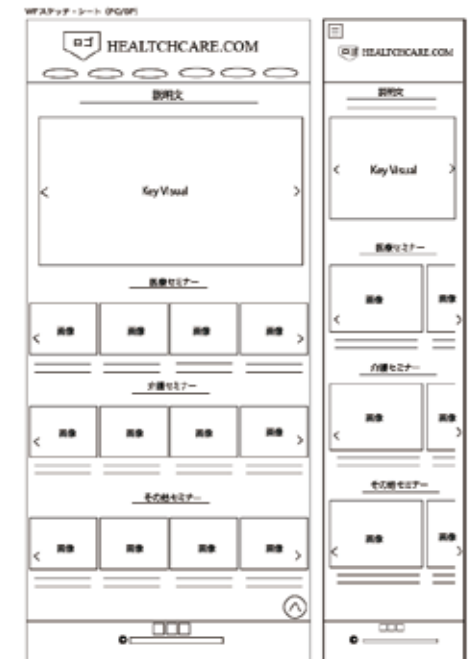 WFスケッチ・シート (PC/SP)
ロゴ HEALTCHCARE.COM
説明文
Key Visual
医療セミナー
画像 画像 画像 画像
介護セミナー
画像 画像 画像 画像
その他セミナー
画像 画像 画像 画像
ロゴ HEALTCHCARE.COM
説明文
Key Visual
医療セミナー
画像 画像
介護セミナー
画像 画像
その他セミナー
画像 画像